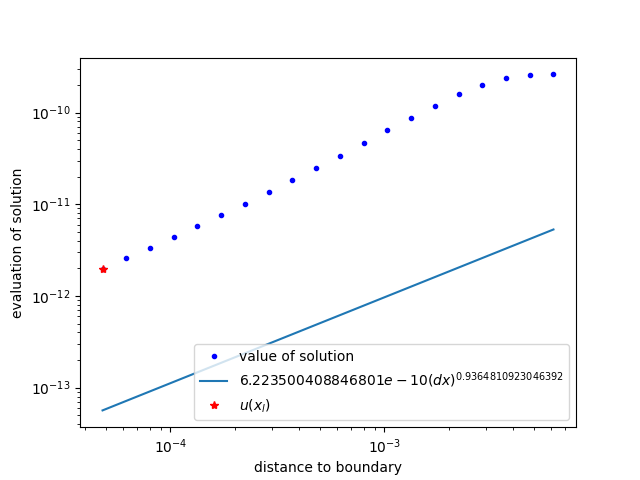 10⁻¹⁰
10⁻¹¹
10⁻¹²
10⁻¹³
evaluation of solution
value of solution
6.223500408846801e − 10(dx)^0.9364810923046392
u(x_l)
10⁻⁴
10⁻³
distance to boundary